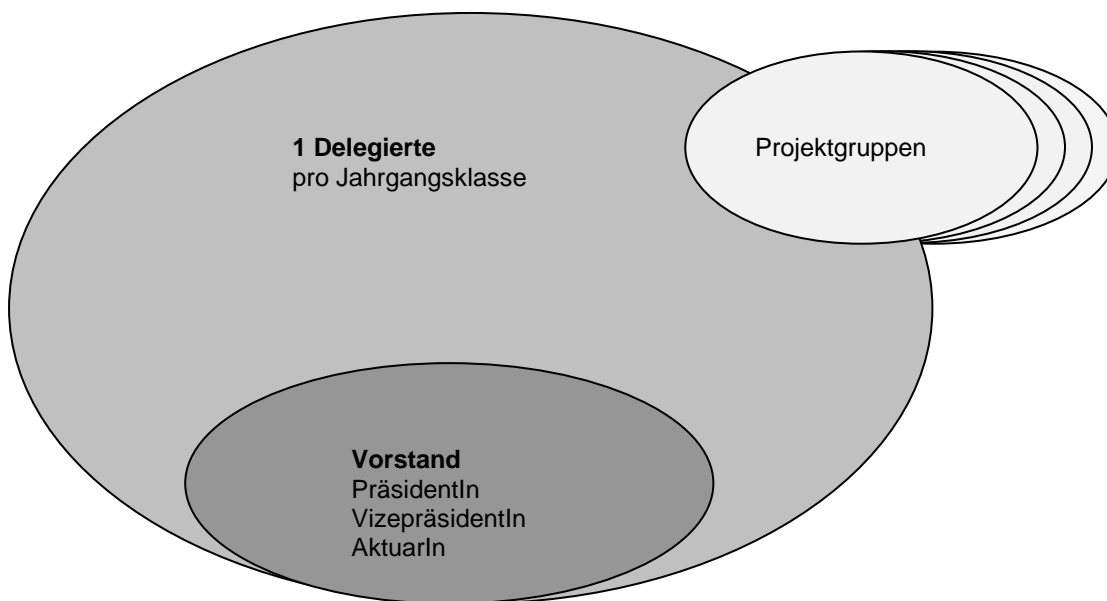 1 Delegierte
pro Jahrgangsklasse
Projektgruppen
Vorstand
PräsidentIn
VizepräsidentIn
AktuarIn